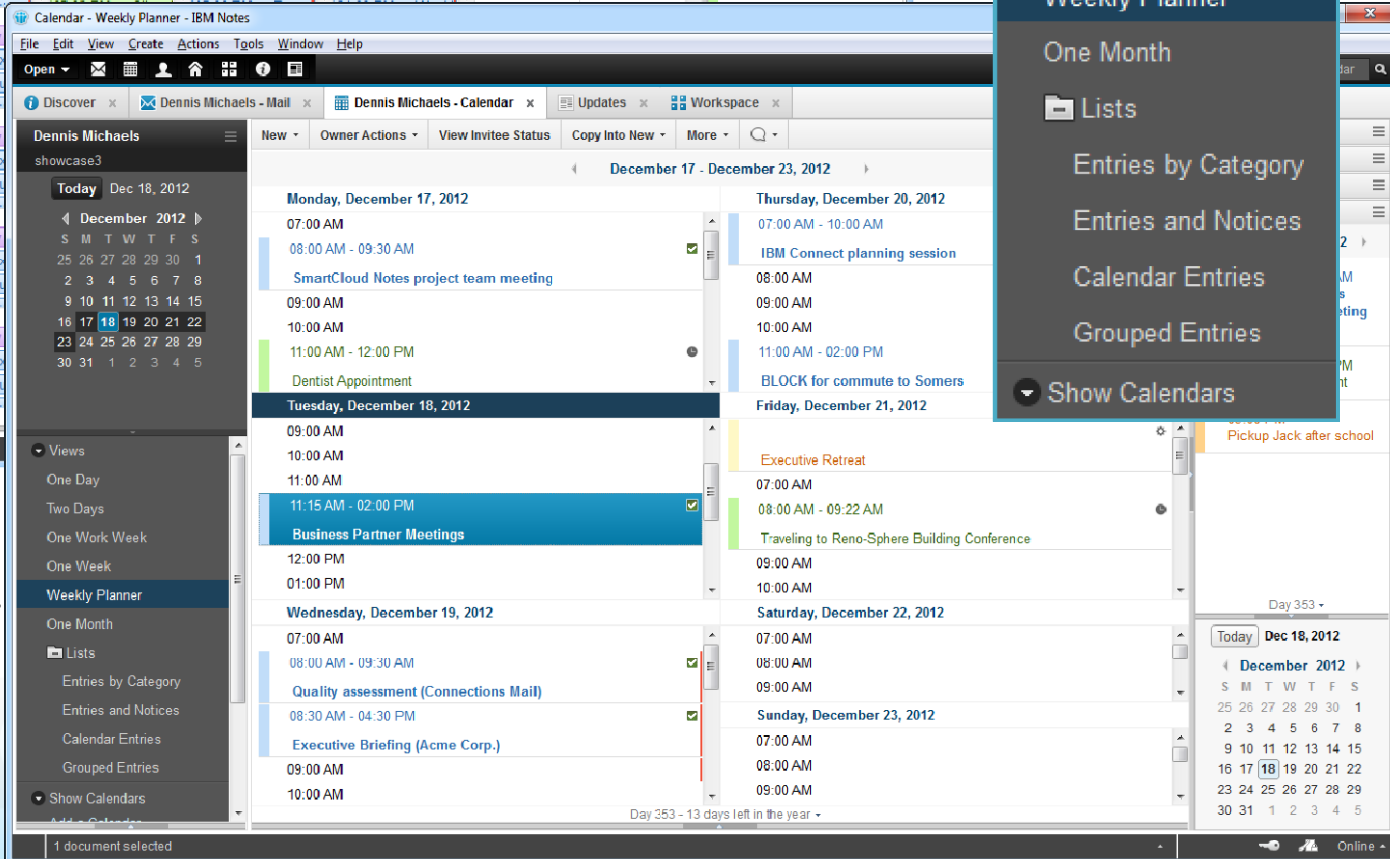 Calendar - Weekly Planner - IBM Notes
File Edit View Create Actions Tools Window Help
Open
Discover x Dennis Michaels - Mail x Dennis Michaels - Calendar x Updates x Workspace x
Dennis Michaels
showcase3
Today Dec 18, 2012
December 2012
S M T W T F S
25 26 27 28 29 30 1
2 3 4 5 6 7 8
9 10 11 12 13 14 15
16 17 18 19 20 21 22
23 24 25 26 27 28 29
30 31 1 2 3 4 5
Views
One Day
Two Days
One Work Week
One Week
Weekly Planner
One Month
Lists
Entries by Category
Entries and Notices
Calendar Entries
Grouped Entries
Show Calendars
Add a Calendar
New Owner Actions View Invitee Status Copy Into New More
December 17 - December 23, 2012
Monday, December 17, 2012
07:00 AM
08:00 AM - 09:30 AM
SmartCloud Notes project team meeting
09:00 AM
10:00 AM
11:00 AM - 12:00 PM
Dentist Appointment
Tuesday, December 18, 2012
09:00 AM
10:00 AM
11:00 AM
11:15 AM - 02:00 PM
Business Partner Meetings
12:00 PM
01:00 PM
Wednesday, December 19, 2012
07:00 AM
08:00 AM - 09:30 AM
Quality assessment (Connections Mail)
08:30 AM - 04:30 PM
Executive Briefing (Acme Corp.)
09:00 AM
10:00 AM
Thursday, December 20, 2012
07:00 AM - 10:00 AM
IBM Connect planning session
08:00 AM
09:00 AM
10:00 AM
11:00 AM - 02:00 PM
BLOCK for commute to Somers
Friday, December 21, 2012
Executive Retreat
07:00 AM
08:00 AM - 09:22 AM
Traveling to Reno-Sphere Building Conference
09:00 AM
10:00 AM
Saturday, December 22, 2012
07:00 AM
08:00 AM
09:00 AM
Sunday, December 23, 2012
07:00 AM
08:00 AM
09:00 AM
Day 353 - 13 days left in the year
Weekly Planner
One Month
Lists
Entries by Category
Entries and Notices
Calendar Entries
Grouped Entries
Show Calendars
Pickup Jack after school
Day 353
Today Dec 18, 2012
December 2012
S M T W T F S
25 26 27 28 29 30 1
2 3 4 5 6 7 8
9 10 11 12 13 14 15
16 17 18 19 20 21 22
23 24 25 26 27 28 29
30 31 1 2 3 4 5
1 document selected
Online